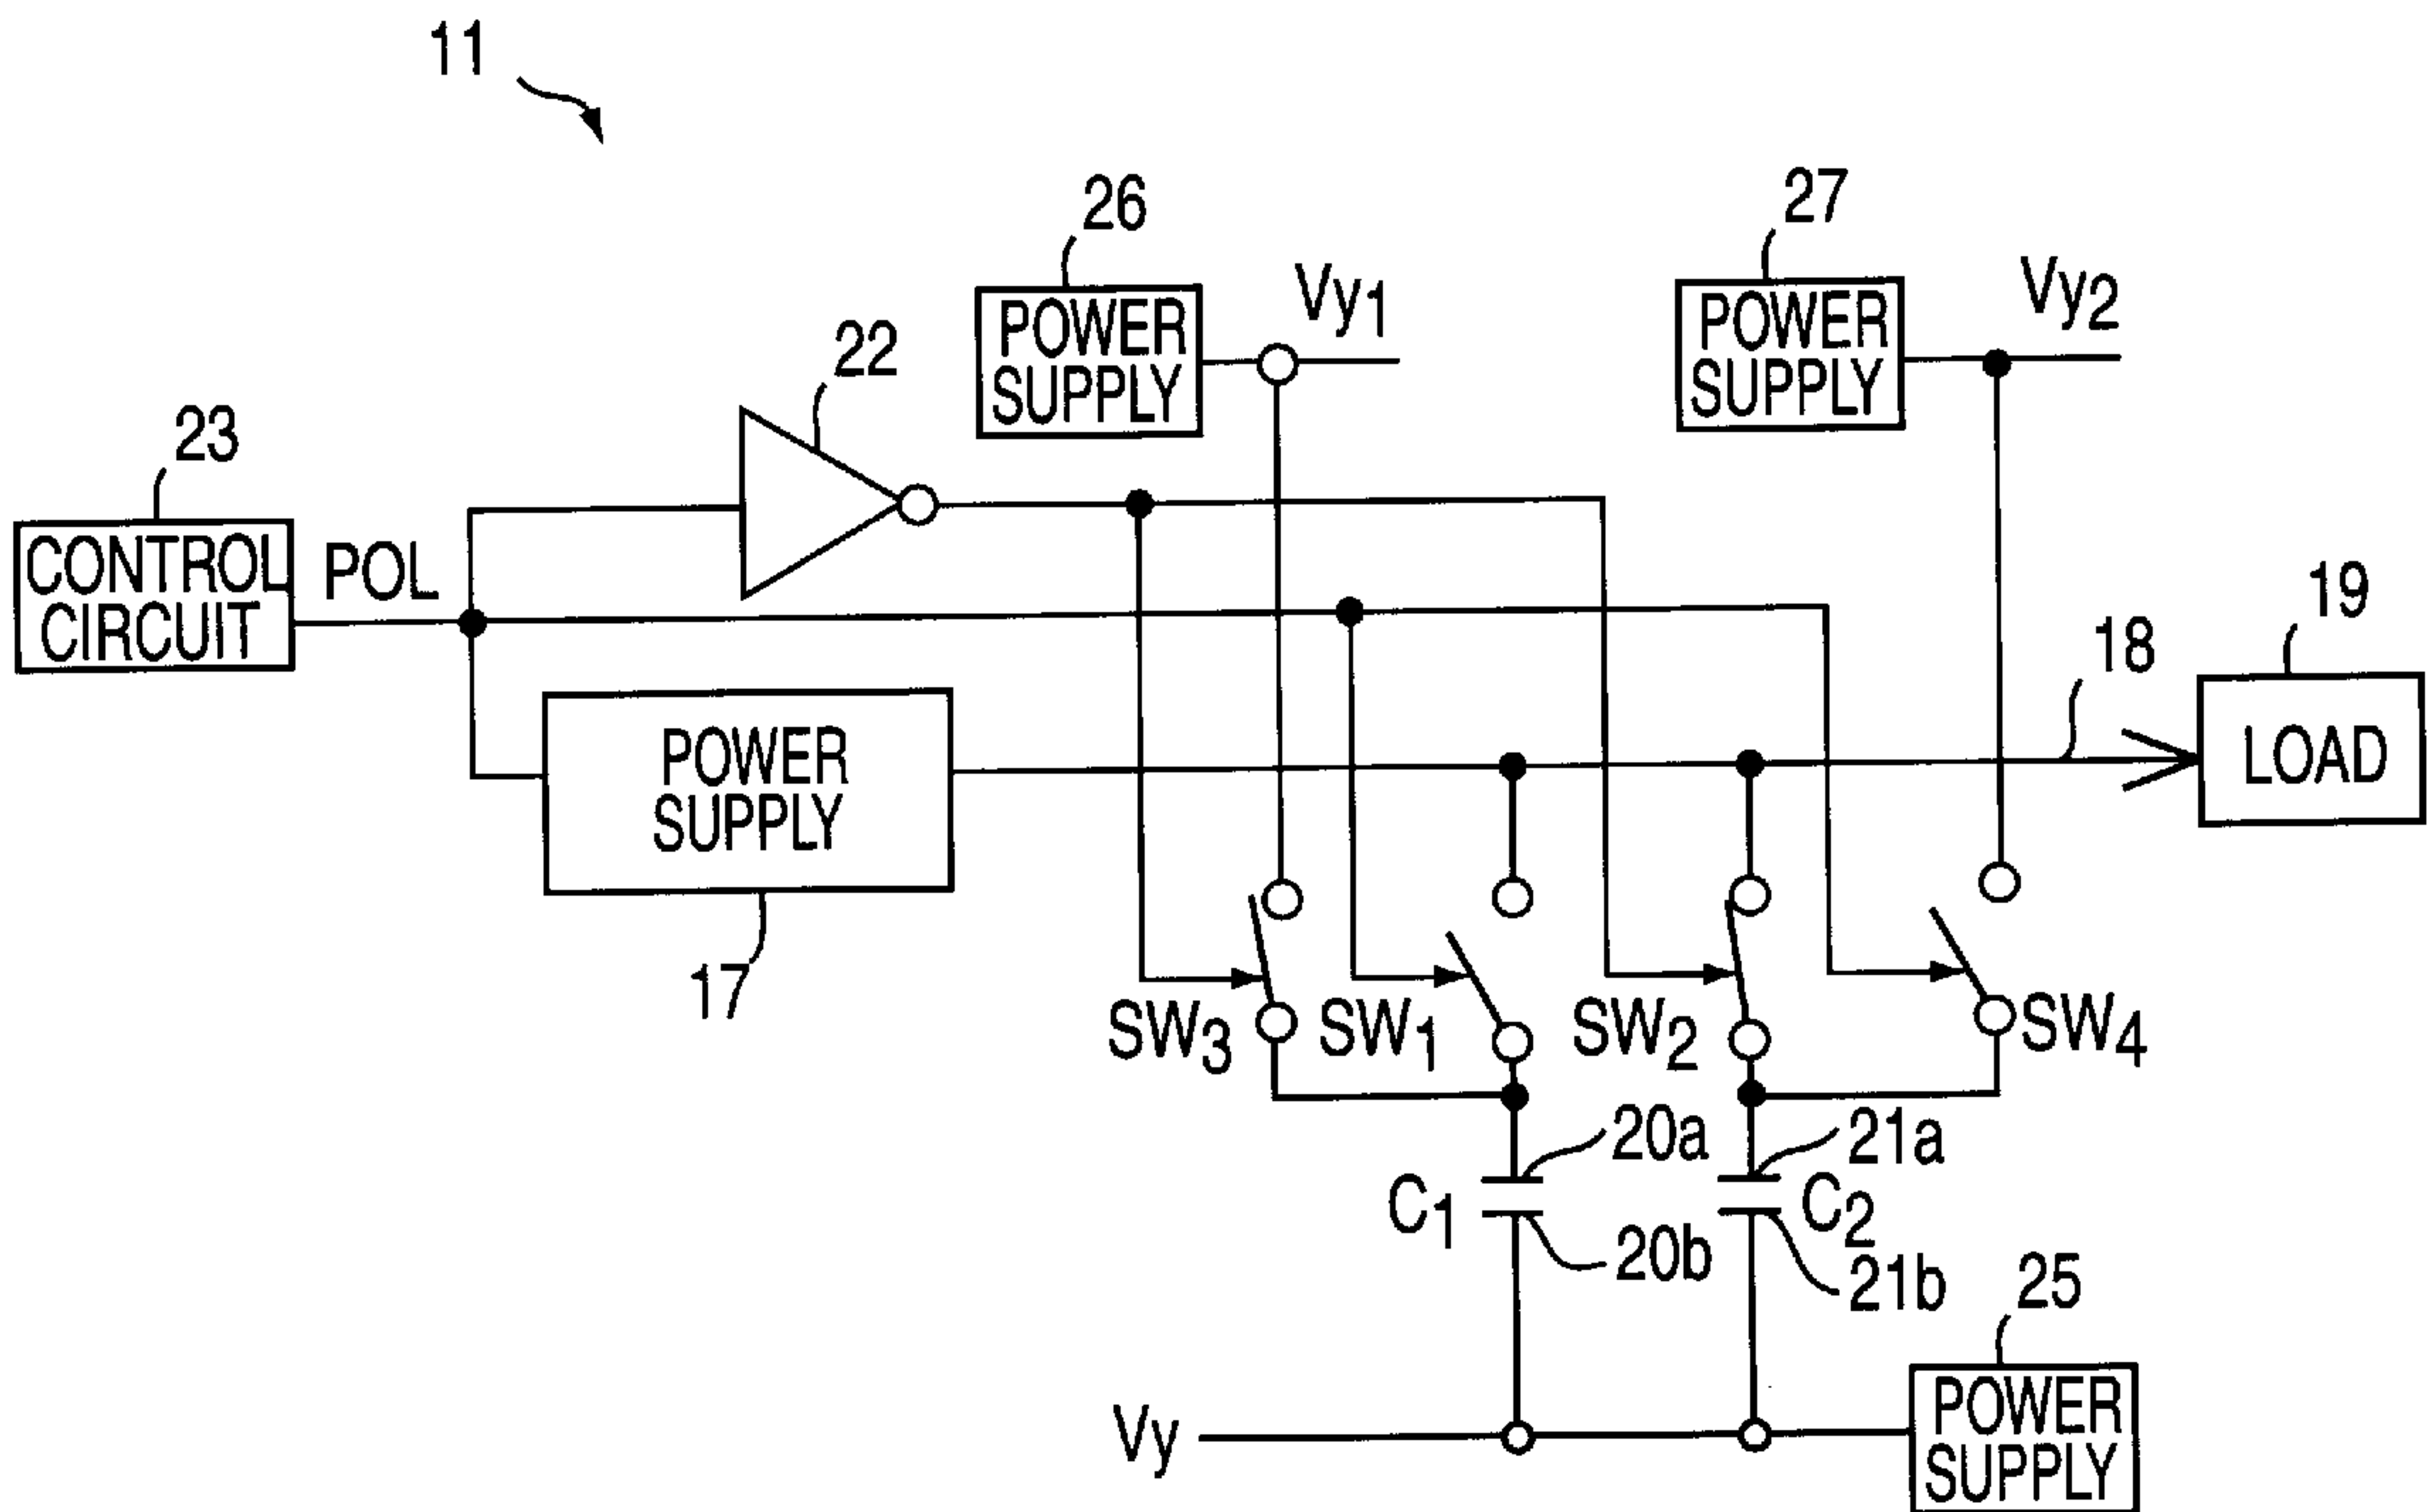 11
26
27
POWER
SUPPLY
Vy1
POWER
SUPPLY
Vy2
22
23
CONTROL
CIRCUIT
POL
19
18
LOAD
POWER
SUPPLY
17
SW3
SW1
SW2
SW4
20a
21a
C1
C2
20b
21b
25
Vy
POWER
SUPPLY